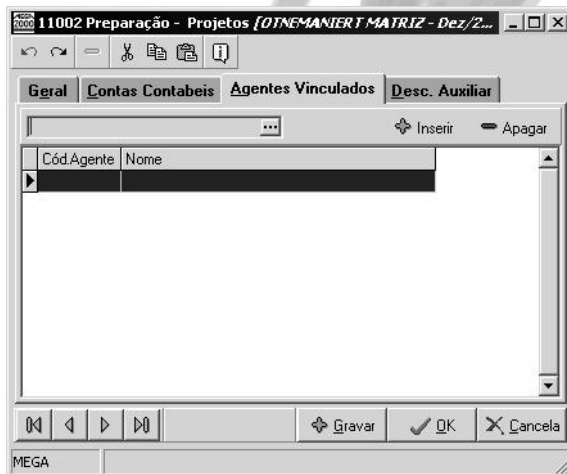 2000 11002 Preparação - Projetos [OTNEMANIERT MATRIZ - Dez/2...
Geral Contas Contabeis Agentes Vinculados Desc. Auxiliar
... Inserir Apagar
Cód.Agente Nome
Gravar OK Cancela
MEGA